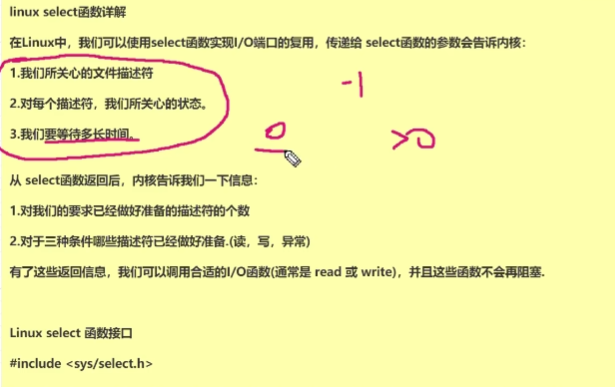 linux select函数详解
在Linux中，我们可以使用select函数实现I/O端口的复用，传递给 select函数的参数会告诉内核：
1.我们所关心的文件描述符
2.对每个描述符，我们所关心的状态。
3.我们要等待多长时间。
-1
0
>0
从 select函数返回后，内核告诉我们一下信息：
1.对我们的要求已经做好准备的描述符的个数
2.对于三种条件哪些描述符已经做好准备.(读，写，异常)
有了这些返回信息，我们可以调用合适的I/O函数(通常是 read 或 write)，并且这些函数不会再阻塞.
Linux select 函数接口
#include <sys/select.h>